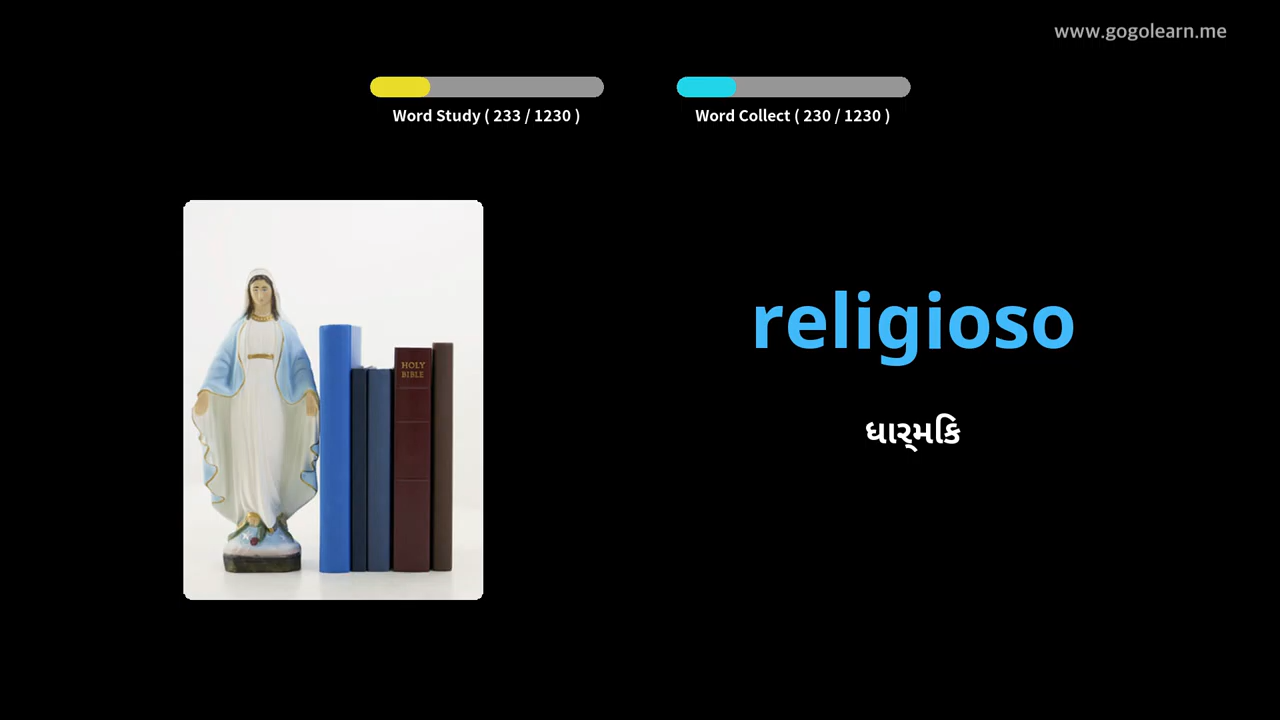 www.gogolearn.me
Word Study ( 233 / 1230 )
Word Collect ( 230 / 1230 )
religioso
HOLY
BIBLE
ધાર્મિક